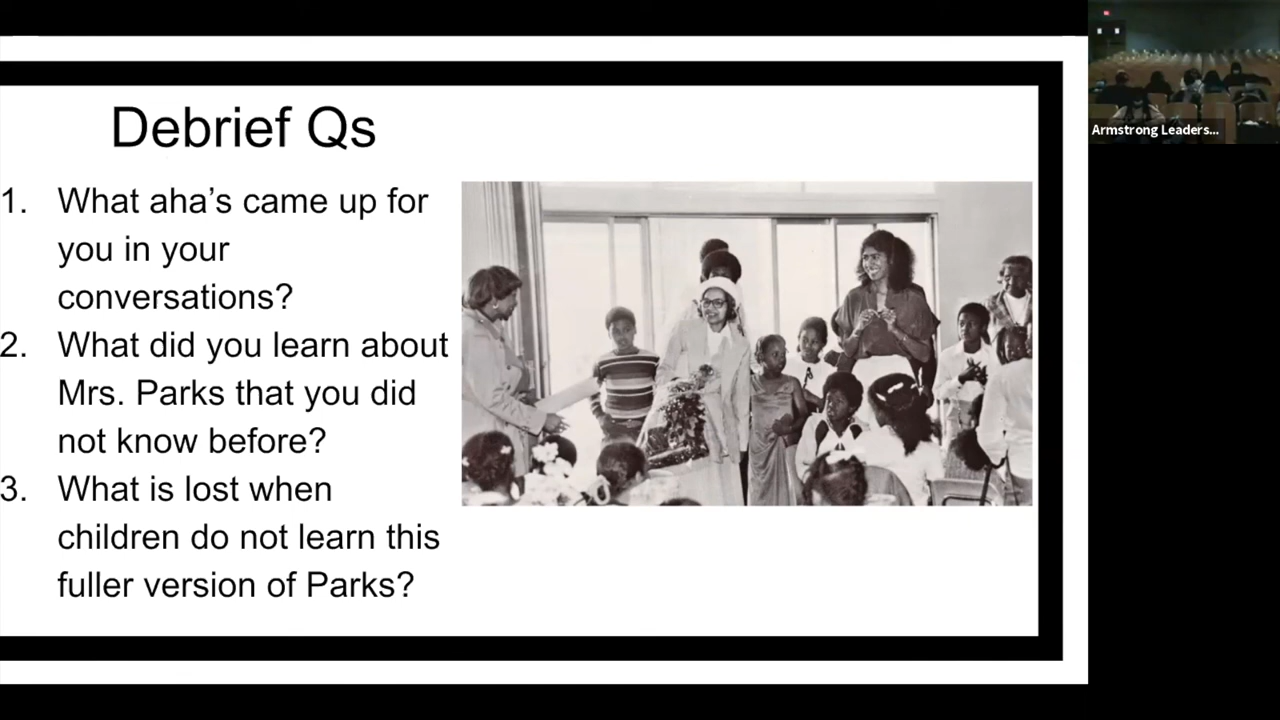 Debrief Qs
1. What aha's came up for
you in your
conversations?
2. What did you learn about
Mrs. Parks that you did
not know before?
3. What is lost when
children do not learn this
fuller version of Parks?
Armstrong Leaders...